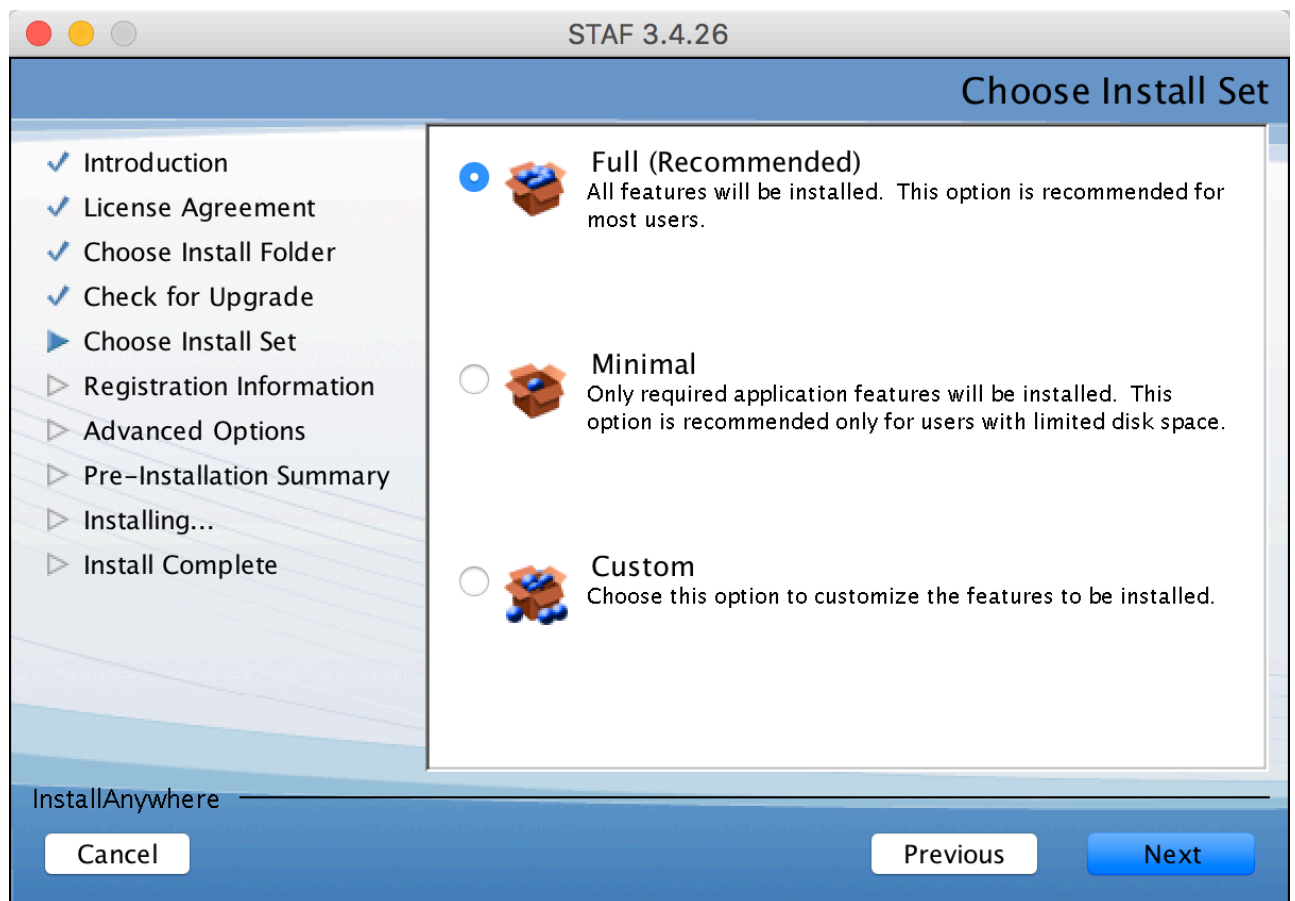 STAF 3.4.26
Choose Install Set
Introduction
License Agreement
Choose Install Folder
Check for Upgrade
Choose Install Set
Registration Information
Advanced Options
Pre-Installation Summary
Installing...
Install Complete
Full (Recommended)
All features will be installed.  This option is recommended for
most users.
Minimal
Only required application features will be installed.  This
option is recommended only for users with limited disk space.
Custom
Choose this option to customize the features to be installed.
InstallAnywhere
Cancel
Previous
Next